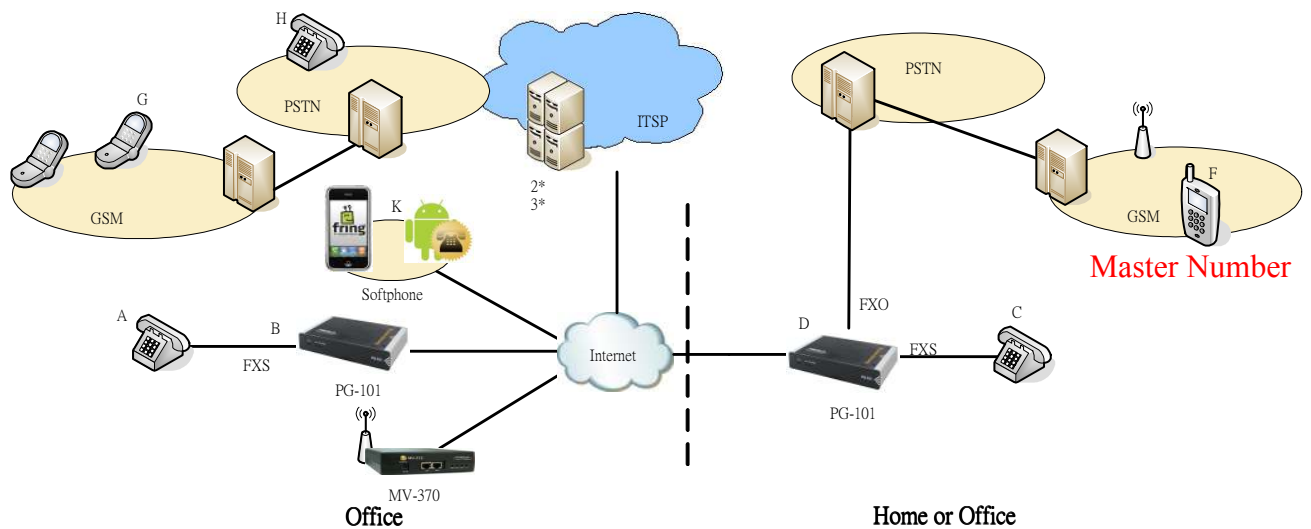 H
PSTN
G
GSM
ITSP
2*
3*
PSTN
F
GSM
Master Number
K
fring
Softphone
A
FXS
B
PG-101
Internet
FXO
D
FXS
C
PG-101
MV-370
Office
Home or Office